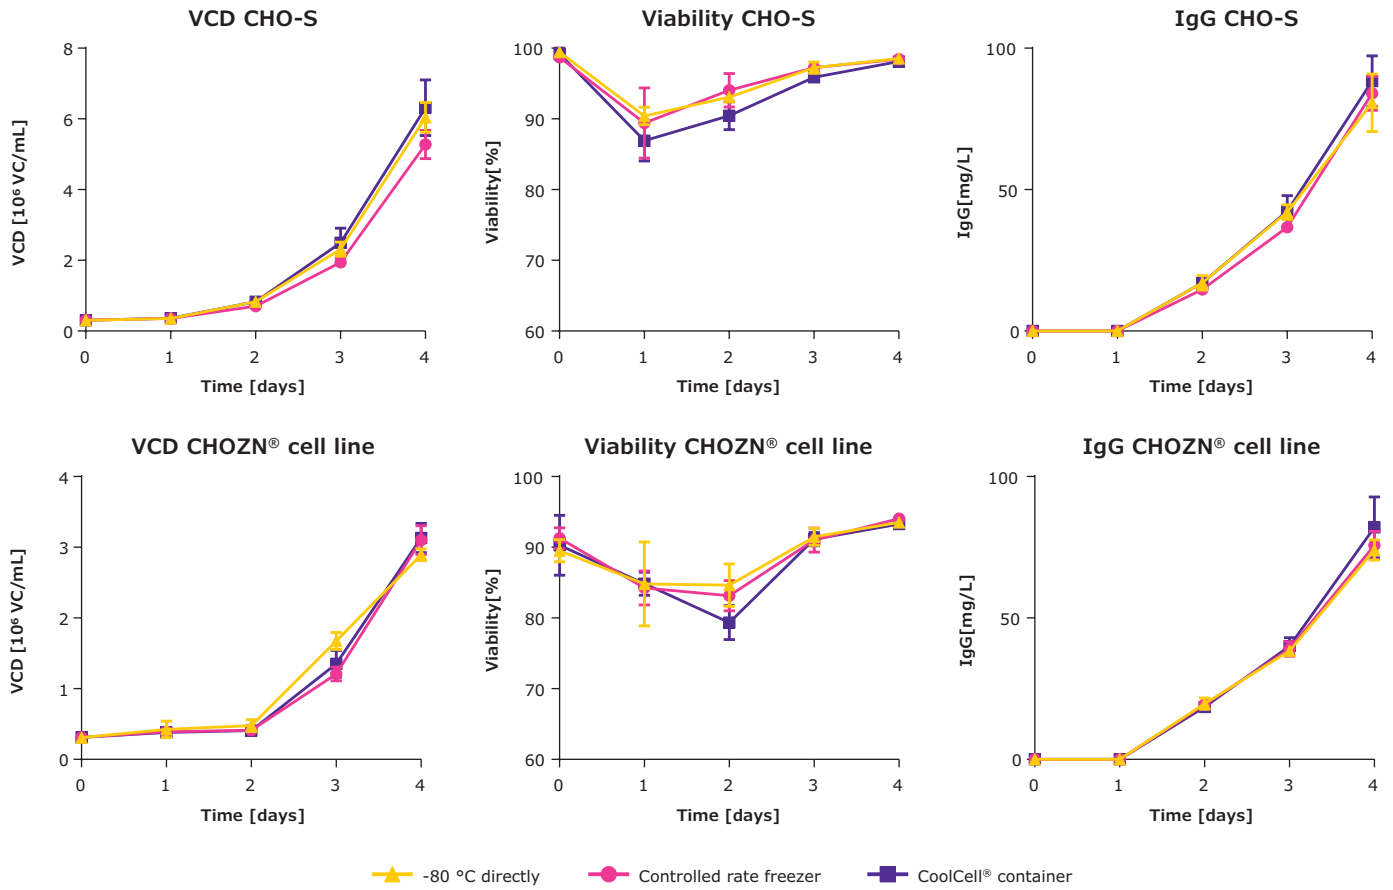 VCD CHO-S
8
6
4
2
0
VCD [10⁶ VC/mL]
0 1 2 3 4
Time [days]
Viability CHO-S
100
90
80
70
60
Viability[%]
0 1 2 3 4
Time [days]
IgG CHO-S
100
50
0
IgG[mg/L]
0 1 2 3 4
Time [days]
VCD CHOZN® cell line
4
3
2
1
0
VCD [10⁶ VC/mL]
0 1 2 3 4
Time [days]
Viability CHOZN® cell line
100
90
80
70
60
Viability[%]
0 1 2 3 4
Time [days]
IgG CHOZN® cell line
100
50
0
IgG[mg/L]
0 1 2 3 4
Time [days]
-80 °C directly
Controlled rate freezer
CoolCell® container